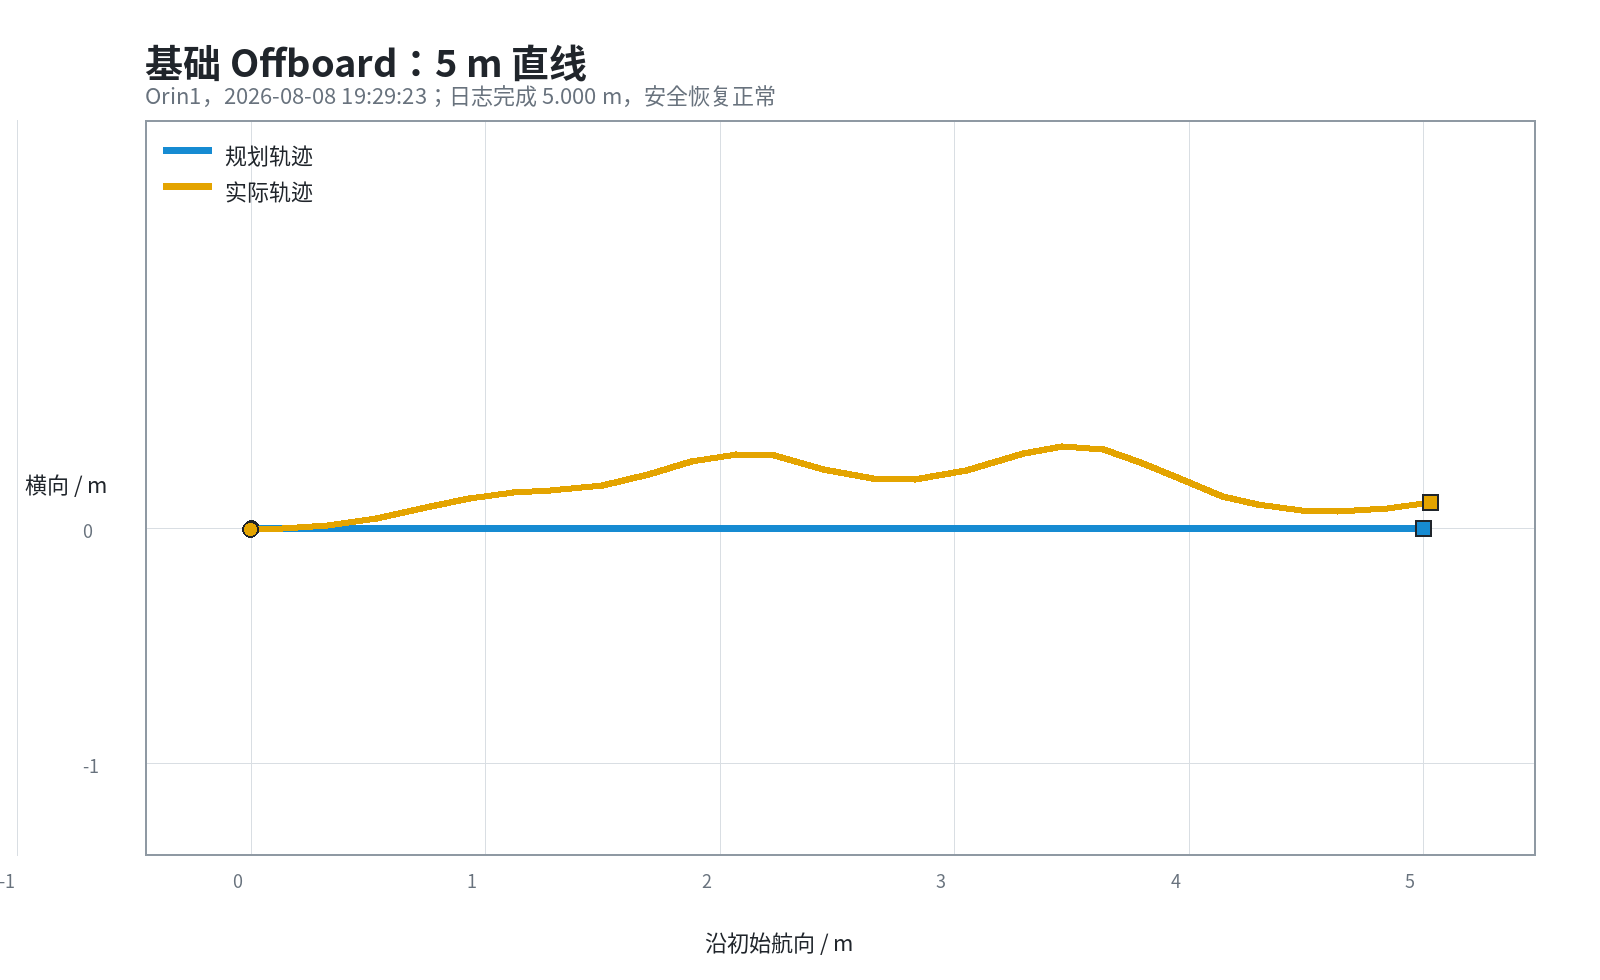 基础 Offboard：5 m 直线
Orin1，2026-08-08 19:29:23；日志完成 5.000 m，安全恢复正常
规划轨迹
实际轨迹
横向 / m
0
-1
-1
0
1
2
3
4
5
沿初始航向 / m